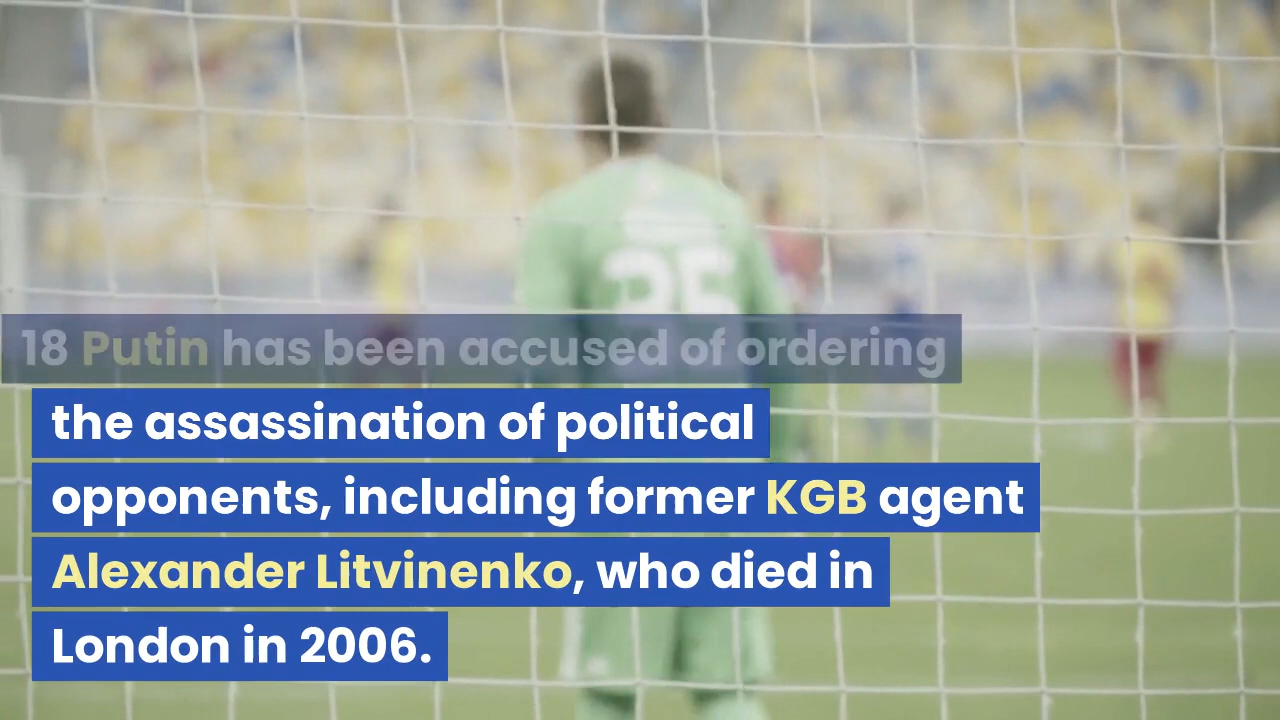 35
18 Putin has been accused of ordering
the assassination of political
opponents, including former KGB agent
Alexander Litvinenko, who died in
London in 2006.